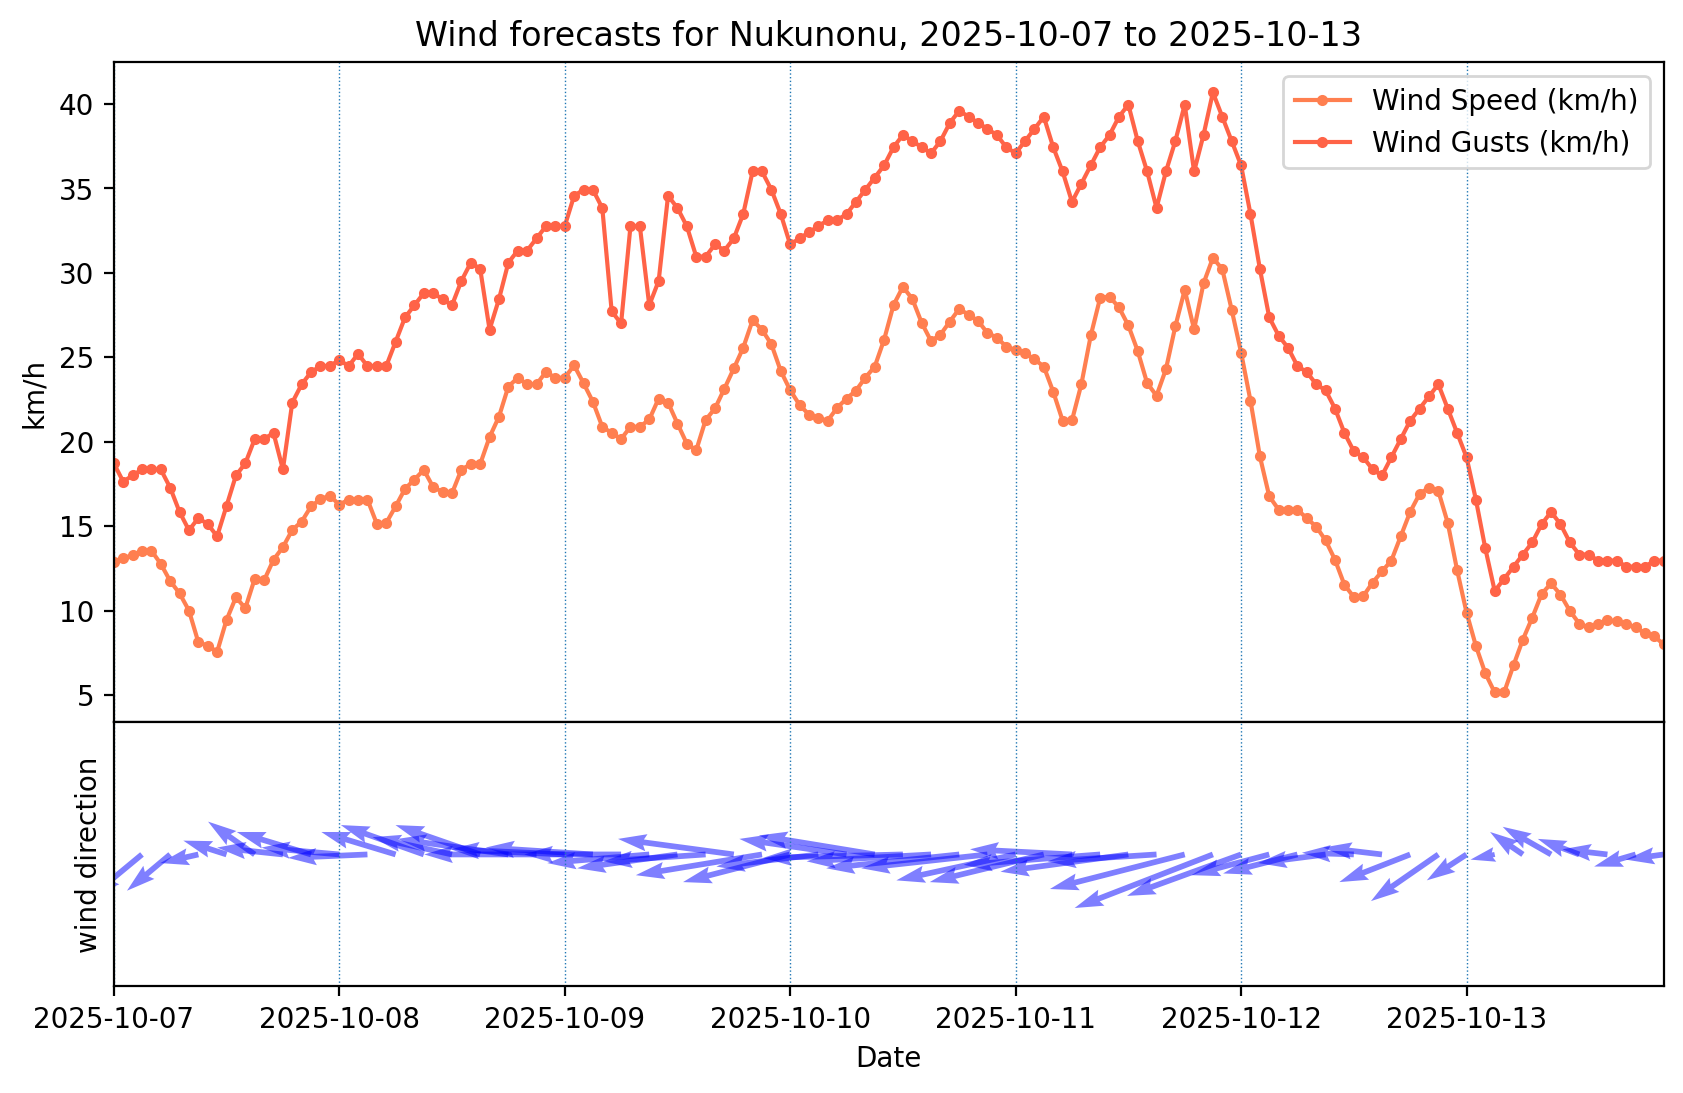 Wind forecasts for Nukunonu, 2025-10-07 to 2025-10-13
Wind Speed (km/h)
Wind Gusts (km/h)
40
35
30
25
20
15
10
5
km/h
wind direction
2025-10-07
2025-10-08
2025-10-09
2025-10-10
2025-10-11
2025-10-12
2025-10-13
Date